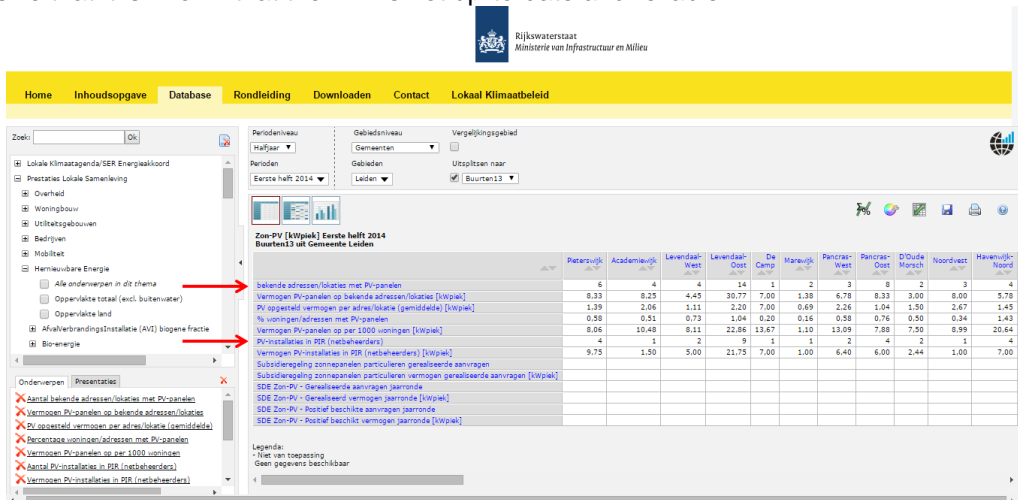 Rijkswaterstaat
Ministerie van Infrastructuur en Milieu
Home Inhoudsopgave Database Rondleiding Downloaden Contact Lokaal Klimaatbeleid
Zoek: Ok
Lokale Klimaatagenda/SER Energieakkoord
Prestaties Lokale Samenleving
Overheid
Woningbouw
Utiliteitsgebouwen
Bedrijven
Mobiliteit
Hernieuwbare Energie
Alle onderwerpen in dit thema
Oppervlakte totaal (excl. buitenwater)
Oppervlakte land
AfvalVerbrandingsInstallatie (AVI) biogene fractie
Bio-energie
Onderwerpen Presentaties
Aantal bekende adressen/lokaties met PV-panelen
Vermogen PV-panelen op bekende adressen/lokaties
PV opgesteld vermogen per adres/lokatie (gemiddelde)
Percentage woningen/adressen met PV-panelen
Vermogen PV-panelen op per 1000 woningen
Aantal PV-installaties in PIR (netbeheerders)
Vermogen PV-installaties in PIR (netbeheerders)
Periodeniveau Gebiedsniveau Vergelijkingsgebied
Halfjaar Gemeenten
Perioden Gebieden Uitsplitsen naar
Eerste helft 2014 Leiden Buurten13
Zon-PV [kWpiek] Eerste helft 2014
Buurten13 uit Gemeente Leiden
Pieterswijk Academiewijk Levendaal-West Levendaal-Oost De Camp Marewijk Pancras-West Pancras-Oost D'Oude Morsch Noordvest Havenwijk-Noord
bekende adressen/lokaties met PV-panelen 6 4 4 14 1 2 3 8 2 3 4
Vermogen PV-panelen op bekende adressen/lokaties [kWpiek] 8.33 8,25 4,45 30,77 7,00 1,38 6,78 8,33 3,00 8,00 5,78
PV opgesteld vermogen per adres/lokatie (gemiddelde) [kWpiek] 1,39 2,06 1,11 2,20 7,00 0,69 2,26 1,04 1,50 2,67 1,45
% woningen/adressen met PV-panelen 0,58 0,51 0,73 1,04 0,20 0,16 0,58 0,76 0,50 0,34 1,43
Vermogen PV-panelen op per 1000 woningen [kWpiek] 8,06 10,48 8,11 22,86 13,67 1,10 13,09 7,88 7,50 8,99 20,64
PV-installaties in PIR (netbeheerders) 4 1 2 9 1 1 2 4 2 1 4
Vermogen PV-installaties in PIR (netbeheerders) [kWpiek] 9,75 1,50 5,00 21,75 7,00 1,00 6,40 6,00 2,44 1,00 7,00
Subsidieregeling zonnepanelen particulieren gerealiseerde aanvragen
Subsidieregeling zonnepanelen particulieren vermogen gerealiseerde aanvragen [kWpiek]
SDE Zon-PV - Gerealiseerde aanvragen jaarronde
SDE Zon-PV - Gerealiseerd vermogen jaarronde [kWpiek]
SDE Zon-PV - Positief beschikte aanvragen jaarronde
SDE Zon-PV - Positief beschikt vermogen jaarronde [kWpiek]
Legenda:
- Niet van toepassing
Geen gegevens beschikbaar